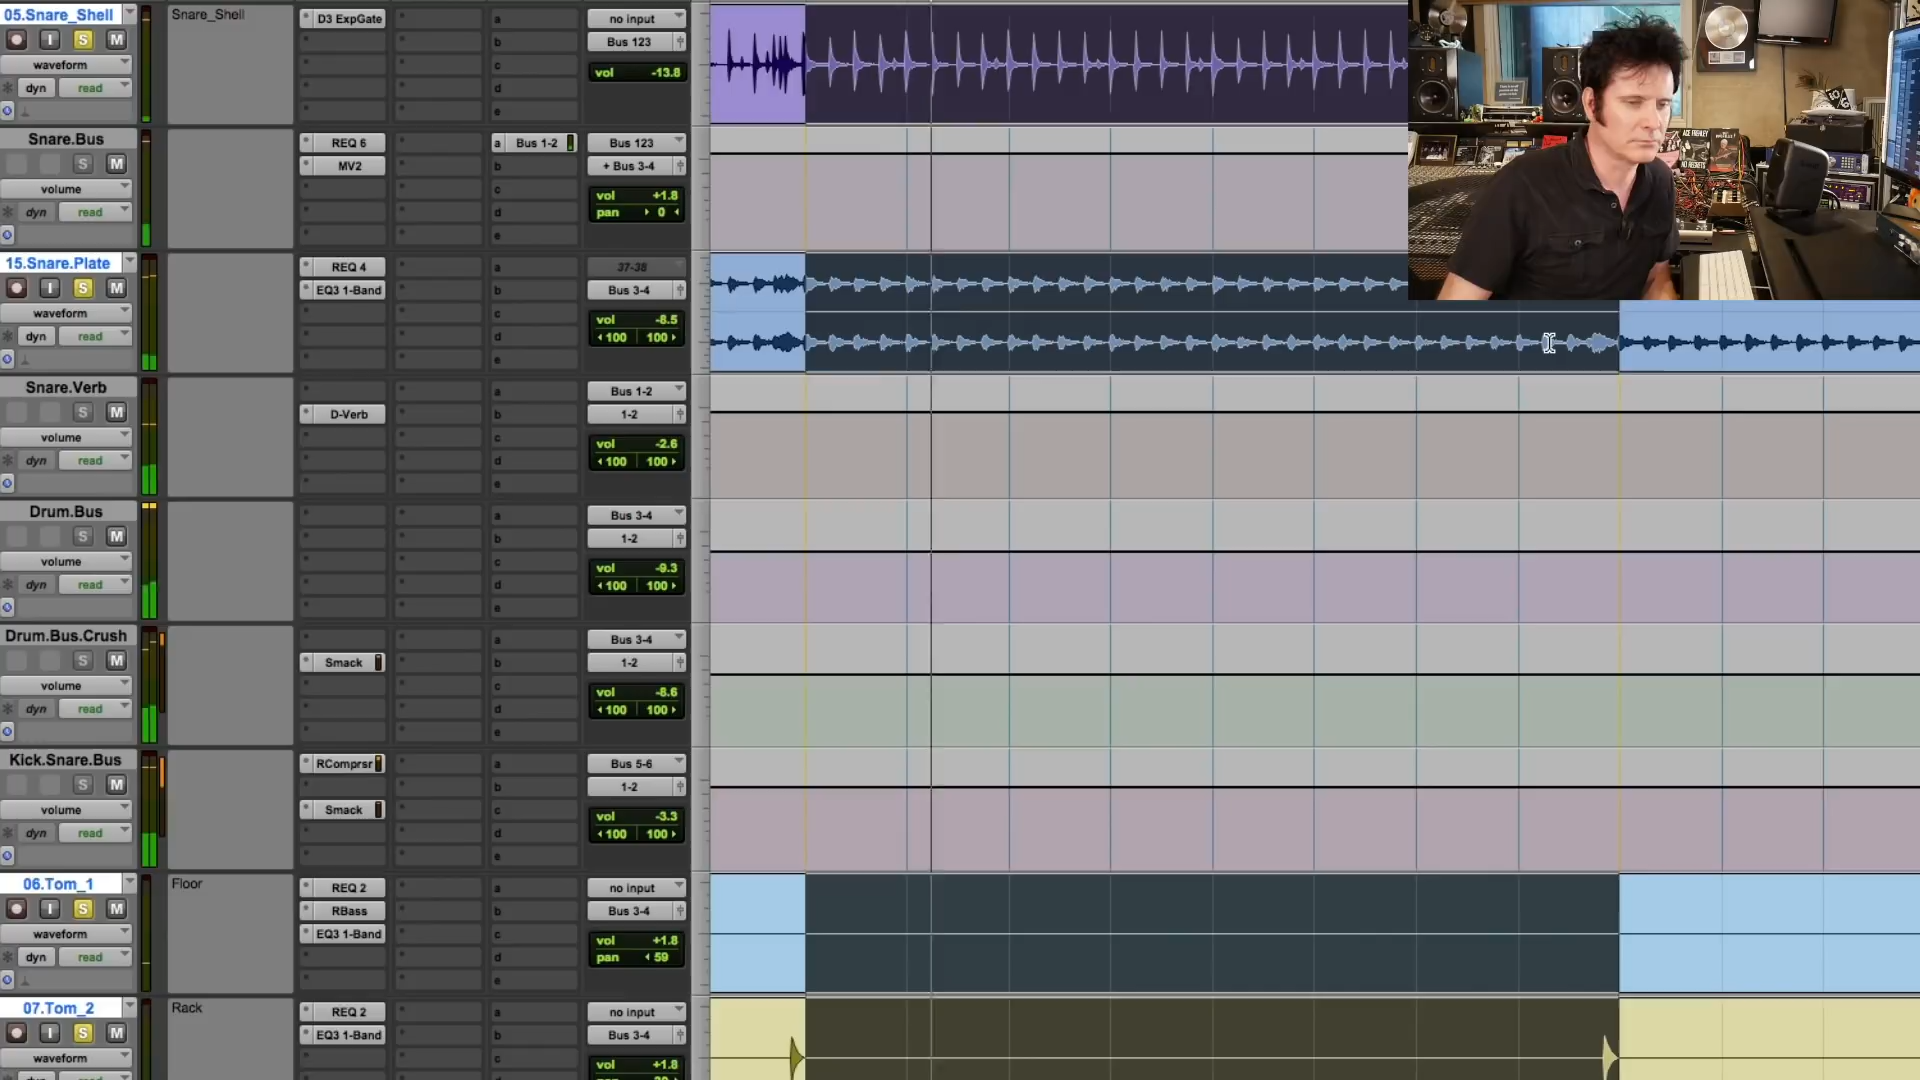 05.Snare_Shell
Snare_Shell
D3 ExpGate
a
no input
I
S
M
b
Bus 123
waveform
c
vol -13.8
dyn
read
d
e
Snare.Bus
REQ 6
a
Bus 1-2
Bus 123
S
M
MV2
b
+ Bus 3-4
volume
c
vol +1.8
dyn
read
d
pan 0
e
15.Snare.Plate
REQ 4
a
37-38
I
S
M
EQ3 1-Band
b
Bus 3-4
waveform
c
vol -8.5
dyn
read
d
100 100
e
Snare.Verb
a
Bus 1-2
S
M
D-Verb
b
1-2
volume
c
vol -2.6
dyn
read
d
100 100
e
Drum.Bus
a
Bus 3-4
S
M
b
1-2
volume
c
vol -9.3
dyn
read
d
100 100
e
Drum.Bus.Crush
a
Bus 3-4
S
M
Smack
b
1-2
volume
c
vol -8.6
dyn
read
d
100 100
e
Kick.Snare.Bus
RComprsr
a
Bus 5-6
S
M
b
1-2
volume
Smack
c
vol -3.3
dyn
read
d
100 100
e
06.Tom_1
Floor
REQ 2
a
no input
I
S
M
RBass
b
Bus 3-4
waveform
EQ3 1-Band
c
vol +1.8
dyn
read
d
pan 59
e
07.Tom_2
Rack
REQ 2
a
no input
I
S
M
EQ3 1-Band
b
Bus 3-4
waveform
c
vol +1.8
ACE FREHLEY
NO REGRETS